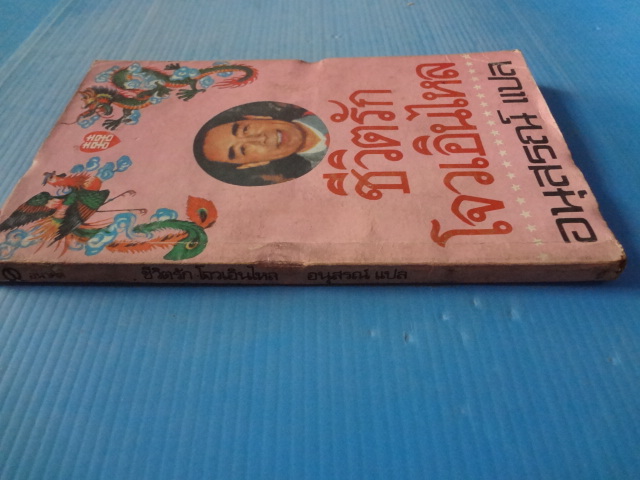 ชีวิตรัก
โจวเอินไหล
อนุสรณ์ แปล
囍
ชีวิตรัก โจวเอินไหล อนุสรณ์ แปล